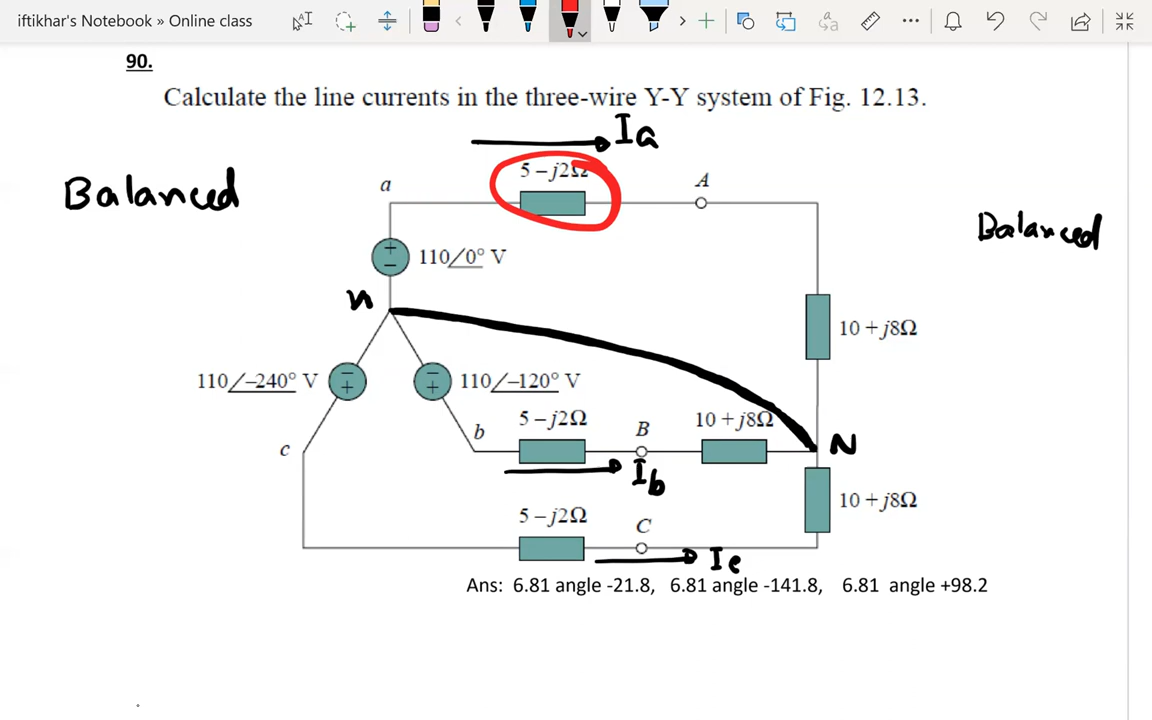 iftikhar's Notebook » Online class
90.
Calculate the line currents in the three-wire Y-Y system of Fig. 12.13.
Ia
Balanced
5 – j2Ω
a
A
Balanced
110/0° V
n
10 + j8Ω
110/–240° V
110/–120° V
5 – j2Ω
10 + j8Ω
b
B
N
c
Ib
10 + j8Ω
5 – j2Ω
C
Ic
Ans: 6.81 angle -21.8, 6.81 angle -141.8, 6.81 angle +98.2